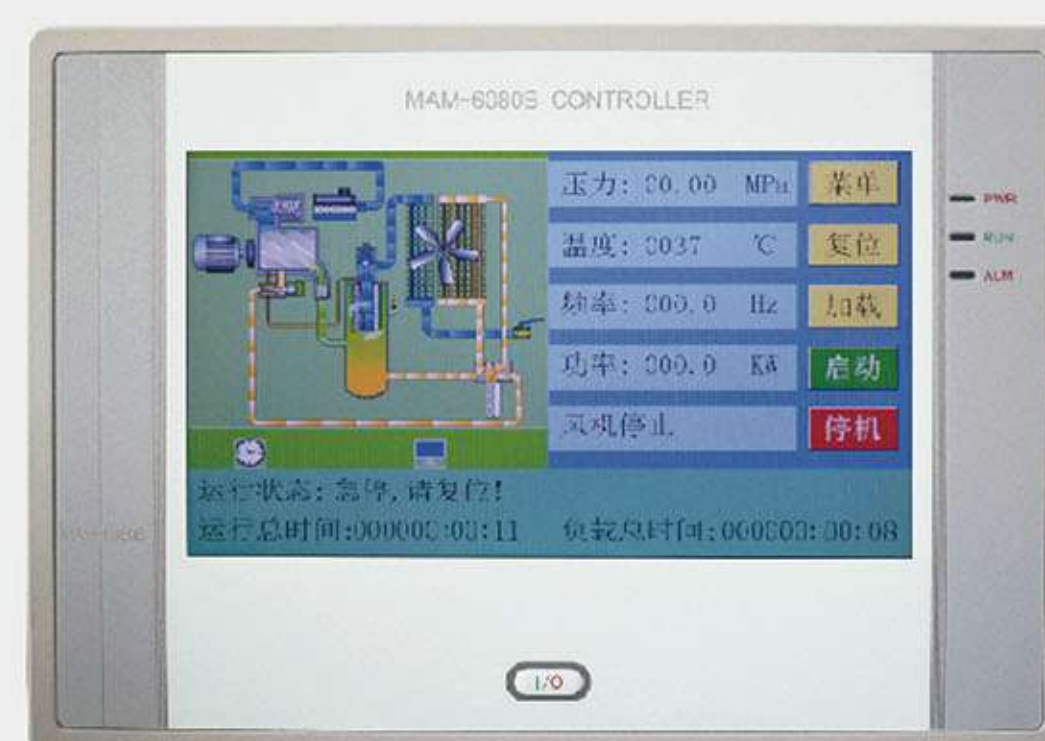 MAM-6080S CONTROLLER
压力: 00.00 MPa 菜单
温度: 0037 ℃ 复位
频率: 000.0 Hz 加载
功率: 000.0 KW 启动
风机停止 停机
运行状态: 急停,请复位!
运行总时间:000000:00:11 负载总时间:000000:00:08
PWR
RUN
ALM
I/O